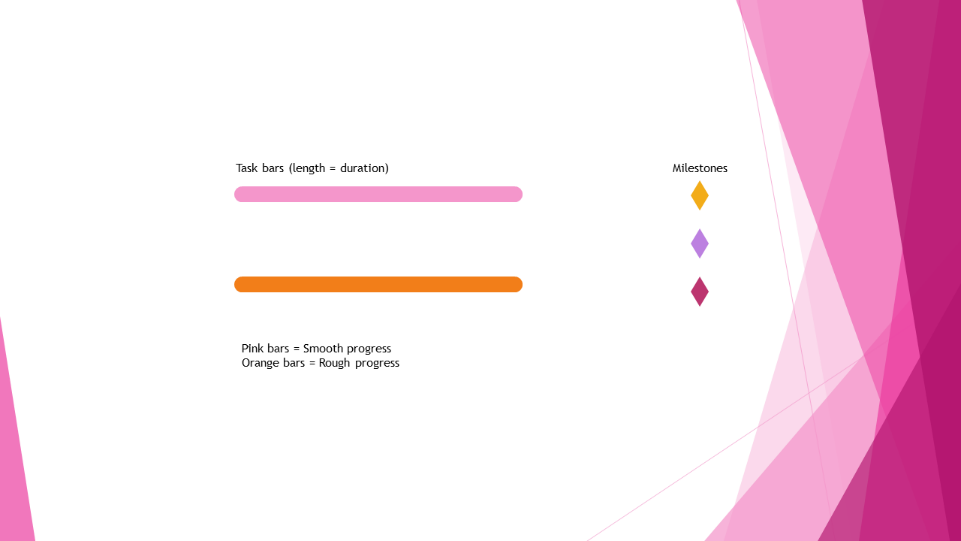 Task bars (length = duration)
Milestones
Pink bars = Smooth progress
Orange bars = Rough progress